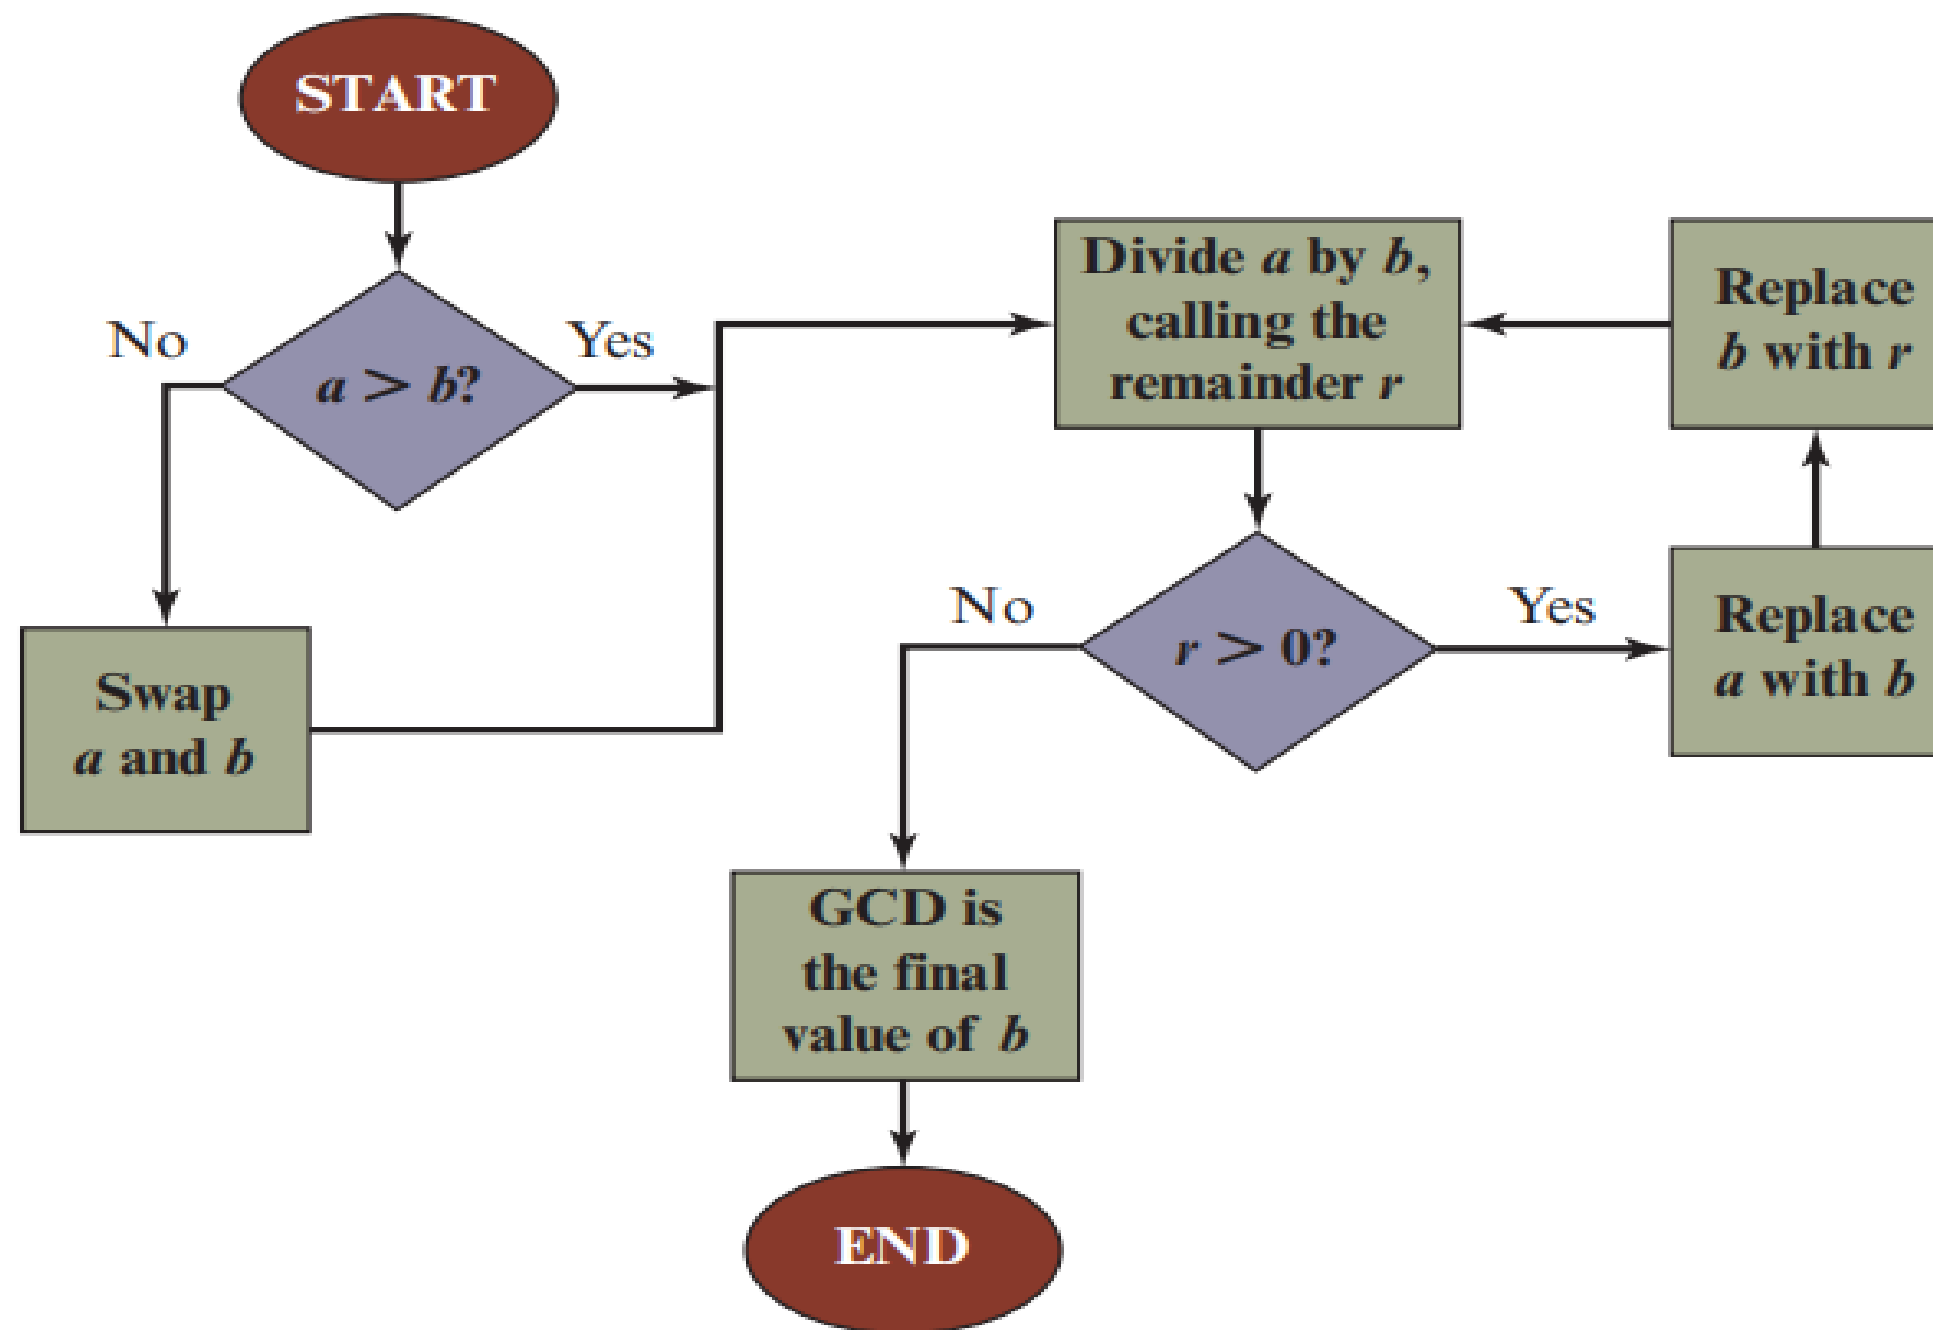 START
No
Yes
a > b?
Swap
a and b
Divide a by b,
calling the
remainder r
No
Yes
r > 0?
Replace
a with b
Replace
b with r
GCD is
the final
value of b
END